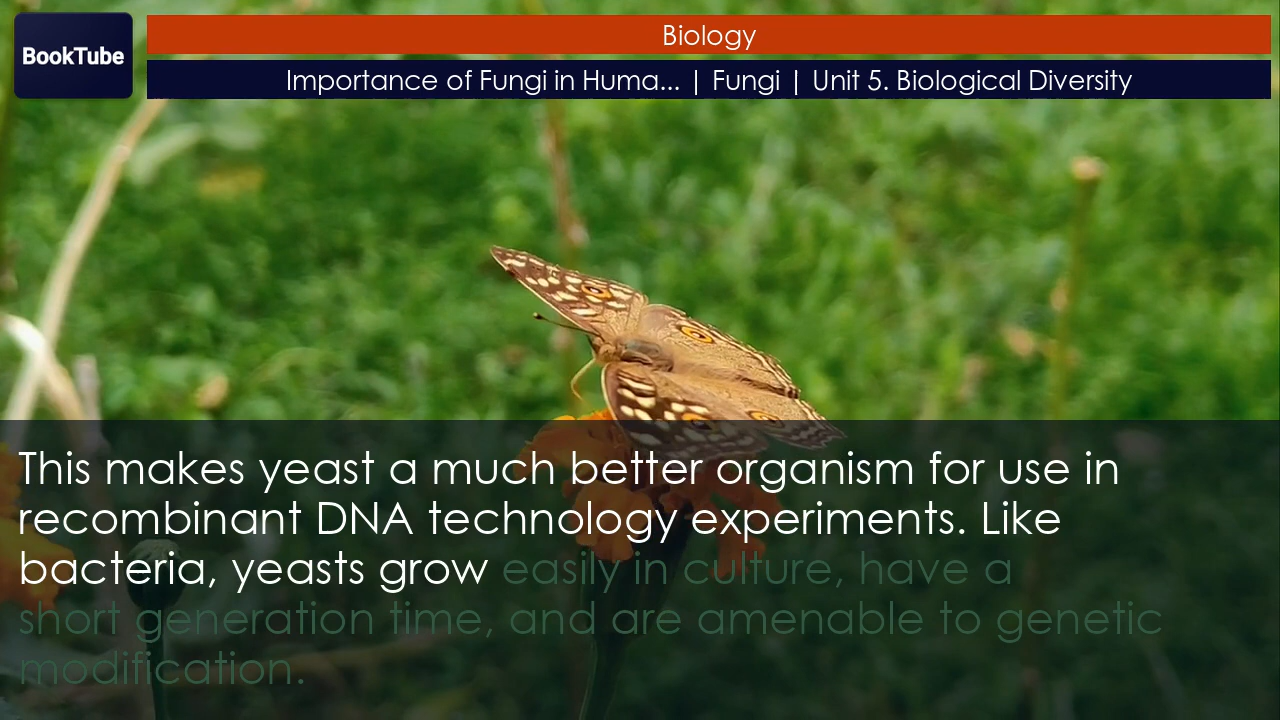 BookTube
Biology
Importance of Fungi in Huma... | Fungi | Unit 5. Biological Diversity
This makes yeast a much better organism for use in
recombinant DNA technology experiments. Like
bacteria, yeasts grow easily in culture, have a
short generation time, and are amenable to genetic
modification.